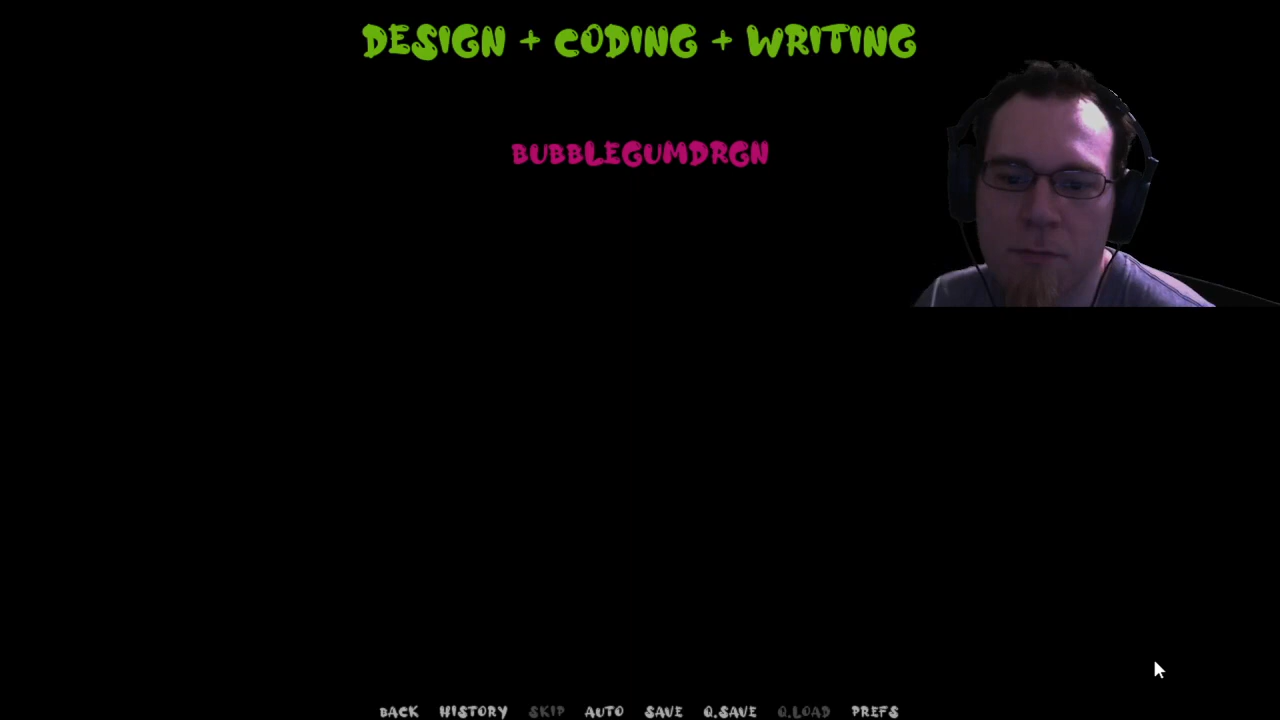 DESIGN + CODING + WRITING
BUBBLEGUMDRGN
BACK HISTORY SKIP AUTO SAVE Q.SAVE Q.LOAD PREFS